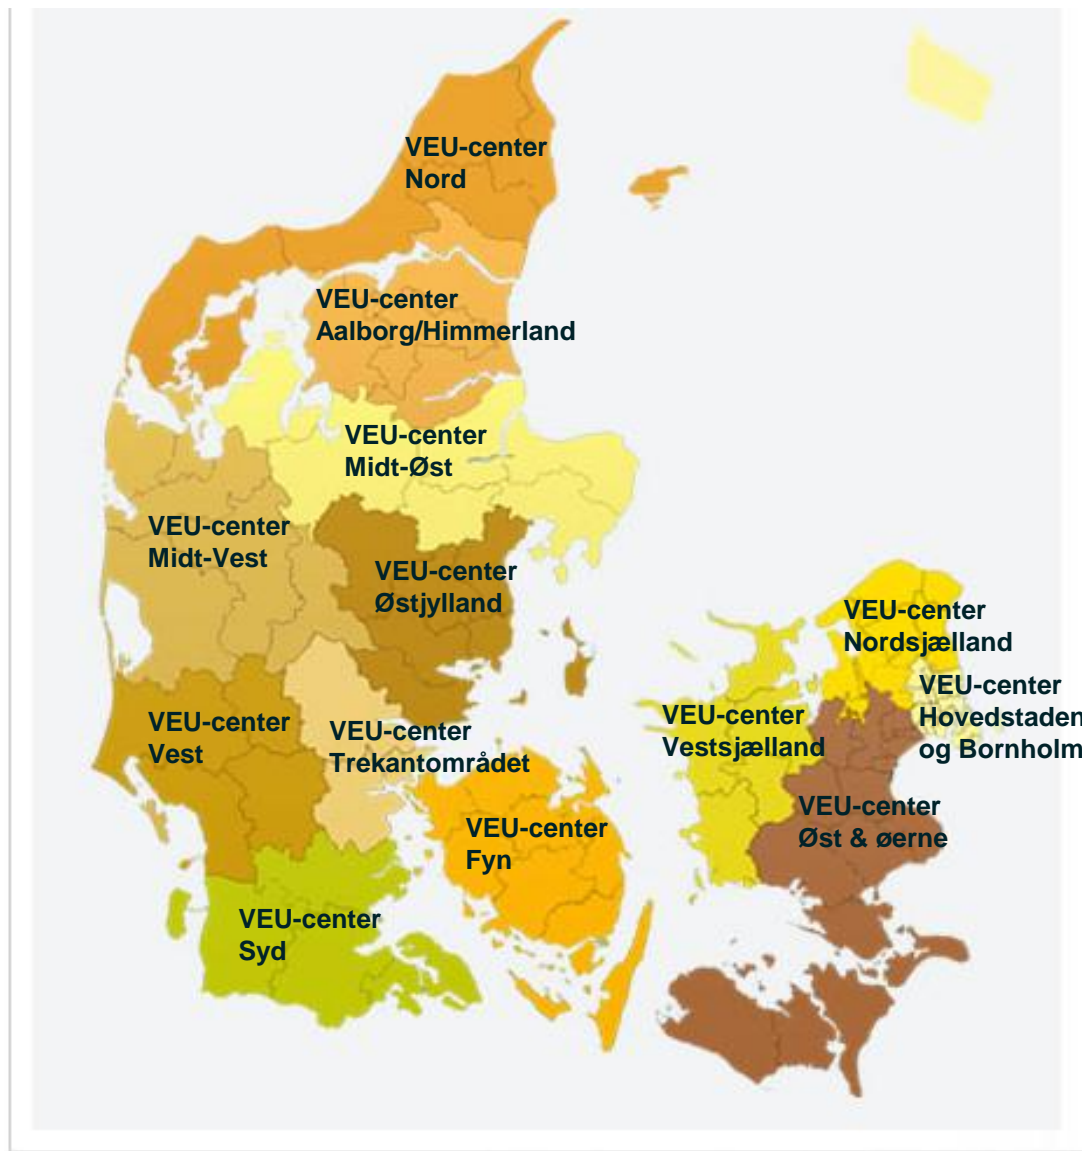 VEU-center
Nord
VEU-center
Aalborg/Himmerland
VEU-center
Midt-Øst
VEU-center
Midt-Vest
VEU-center
Østjylland
VEU-center
Nordsjælland
VEU-center
Hovedstaden
og Bornholm
VEU-center
Vestsjælland
VEU-center
Vest
VEU-center
Trekantområdet
VEU-center
Øst & øerne
VEU-center
Fyn
VEU-center
Syd